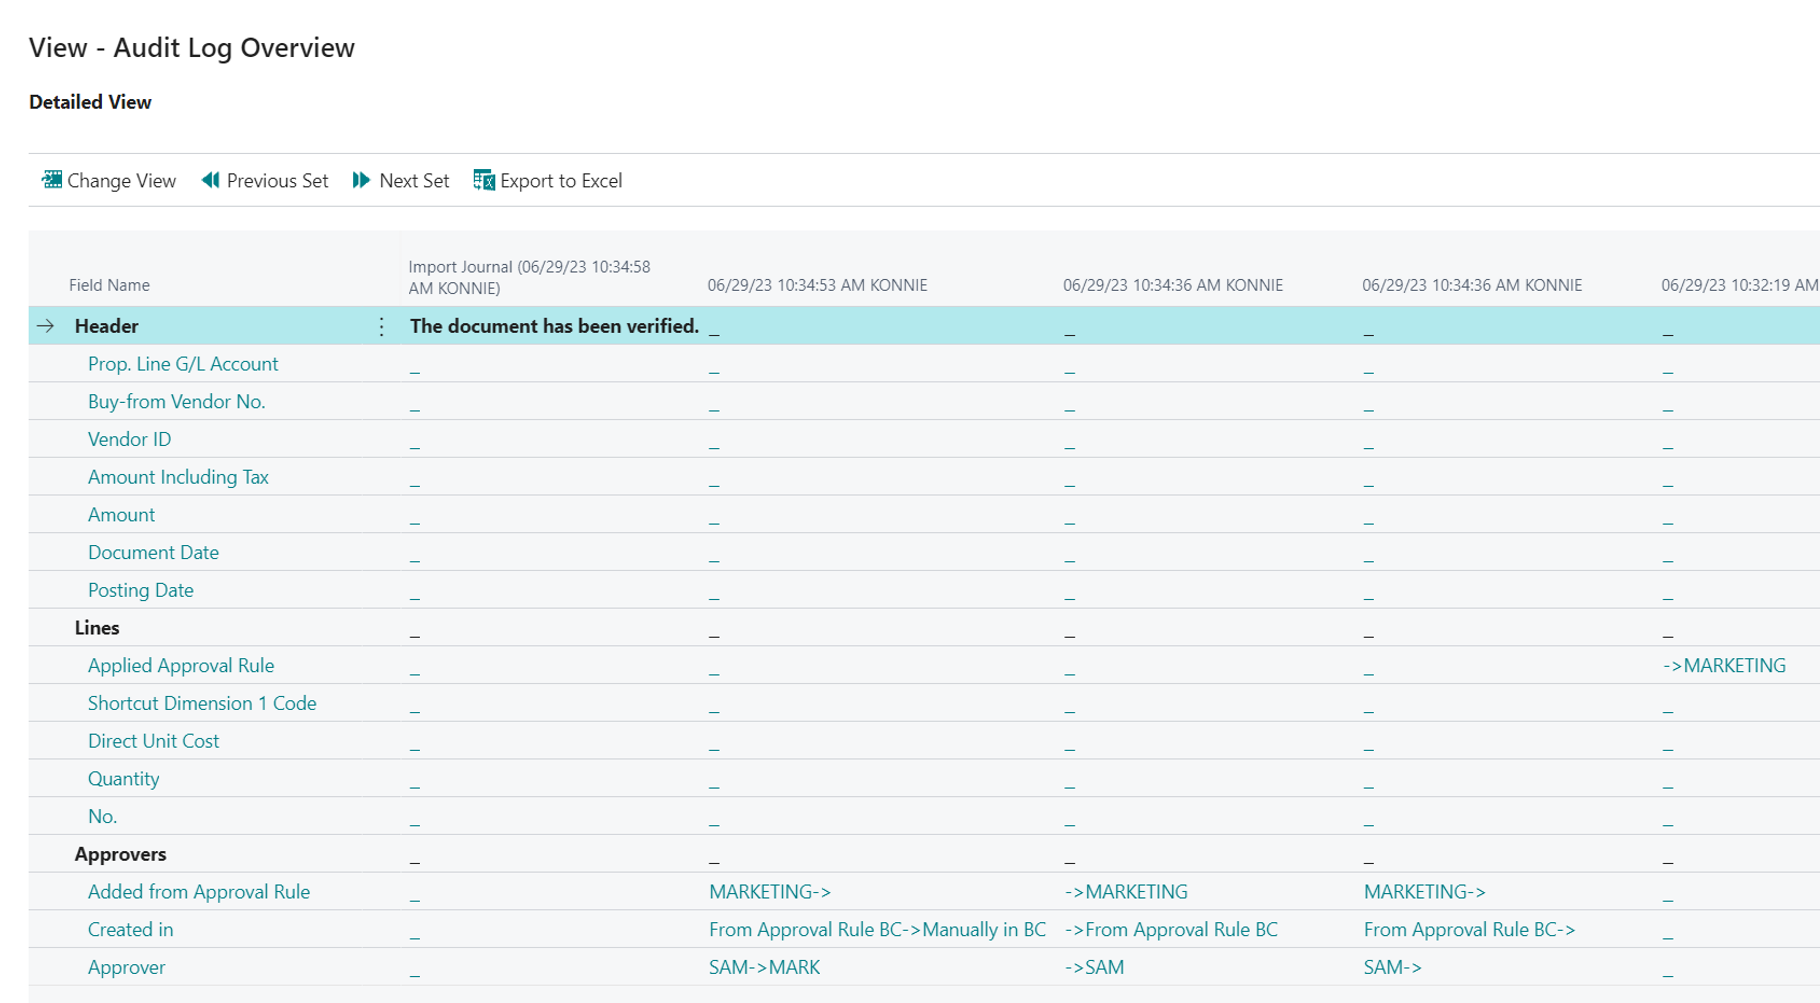 View - Audit Log Overview
Detailed View
Change View Previous Set Next Set Export to Excel
Field Name Import Journal (06/29/23 10:34:58 AM KONNIE) 06/29/23 10:34:53 AM KONNIE 06/29/23 10:34:36 AM KONNIE 06/29/23 10:34:36 AM KONNIE 06/29/23 10:32:19 AM
Header The document has been verified. _ _ _ _
Prop. Line G/L Account _ _ _ _ _
Buy-from Vendor No. _ _ _ _ _
Vendor ID _ _ _ _ _
Amount Including Tax _ _ _ _ _
Amount _ _ _ _ _
Document Date _ _ _ _ _
Posting Date _ _ _ _ _
Lines _ _ _ _ _
Applied Approval Rule _ _ _ _ ->MARKETING
Shortcut Dimension 1 Code _ _ _ _ _
Direct Unit Cost _ _ _ _ _
Quantity _ _ _ _ _
No. _ _ _ _ _
Approvers _ _ _ _ _
Added from Approval Rule _ MARKETING-> ->MARKETING MARKETING-> _
Created in _ From Approval Rule BC->Manually in BC ->From Approval Rule BC From Approval Rule BC-> _
Approver _ SAM->MARK ->SAM SAM-> _